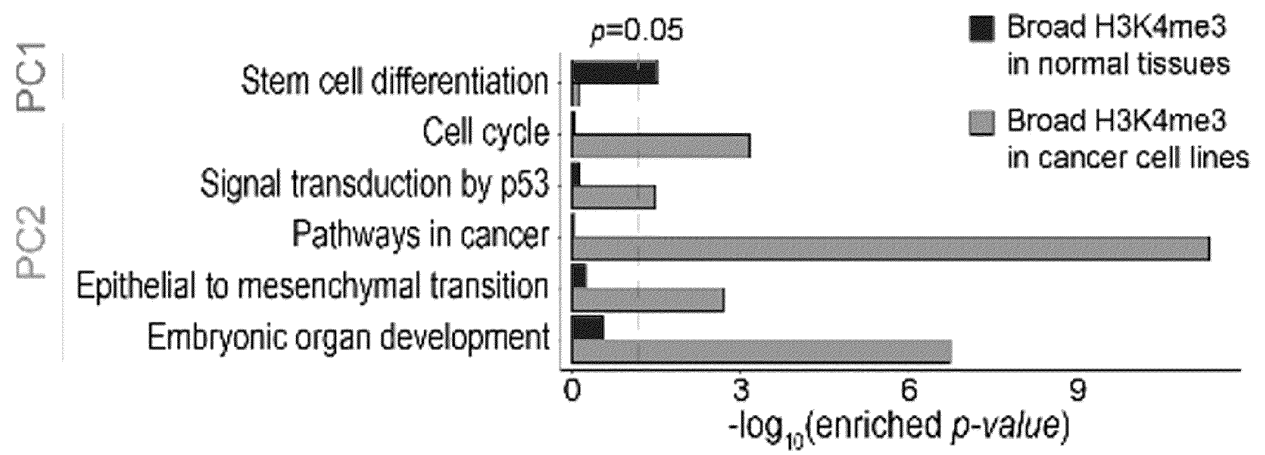 p=0.05
Broad H3K4me3
in normal tissues
Broad H3K4me3
in cancer cell lines
PC1
Stem cell differentiation
PC2
Cell cycle
Signal transduction by p53
Pathways in cancer
Epithelial to mesenchymal transition
Embryonic organ development
0 3 6 9
-log10(enriched p-value)